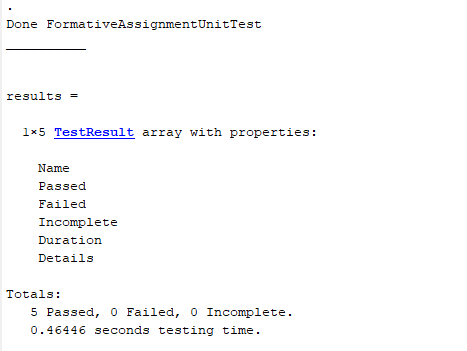 .
Done FormativeAssignmentUnitTest
__________
results =
1×5 TestResult array with properties:
Name
Passed
Failed
Incomplete
Duration
Details
Totals:
5 Passed, 0 Failed, 0 Incomplete.
0.46446 seconds testing time.